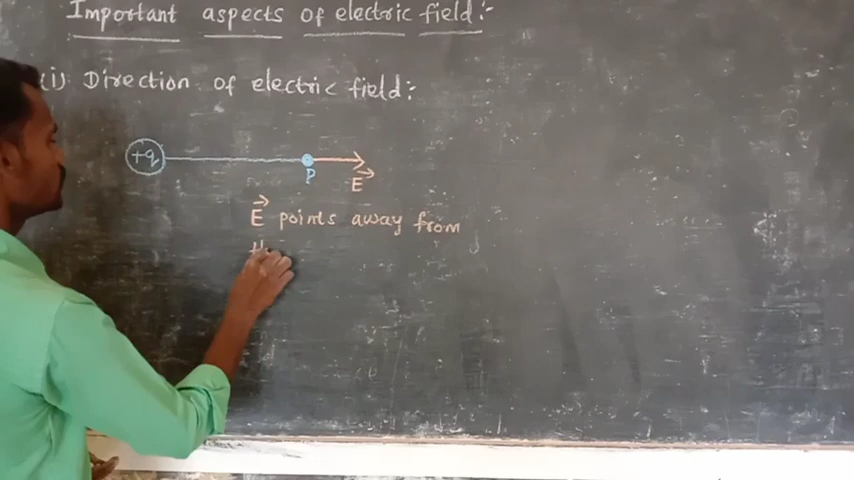 Important aspects of electric field:-
(i) Direction of electric field:-
+q
P
E
E points away from